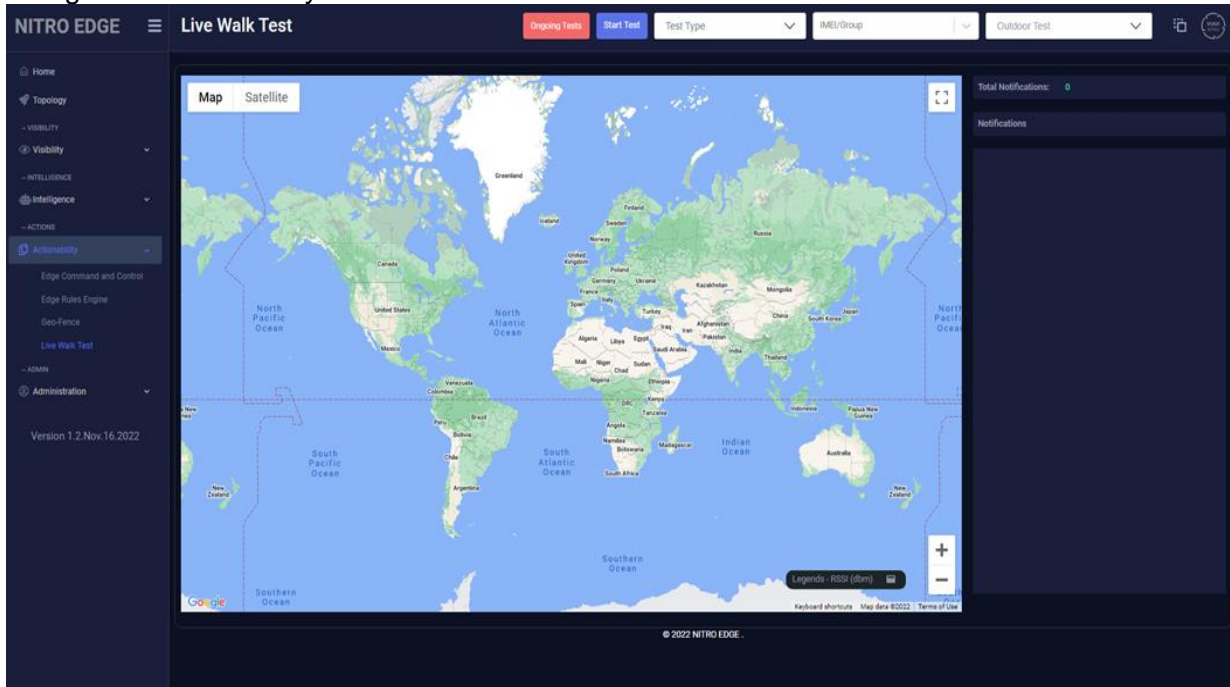 NITRO EDGE
Live Walk Test
Ongoing Tests
Start Test
Test Type
IMEI/Group
Outdoor Test
Home
Topology
– VISIBILITY
Visibility
– INTELLIGENCE
Intelligence
– ACTIONS
Actionability
Edge Command and Control
Edge Rules Engine
Geo-Fence
Live Walk Test
– ADMIN
Administration
Version 1.2.Nov.16.2022
Map
Satellite
Greenland
Iceland
Finland
Sweden
Norway
Russia
United Kingdom
Poland
Germany
Ukraine
France
Kazakhstan
Mongolia
Spain
Italy
Turkey
China
Japan
South Korea
Canada
United States
Mexico
North
Pacific
Ocean
North
Atlantic
Ocean
North
Iraq
Iran
Afghanistan
Pakistan
Algeria
Libya
Egypt
Saudi Arabia
India
Thailand
Mali
Niger
Chad
Sudan
Nigeria
Ethiopia
Venezuela
Colombia
DRC
Kenya
Tanzania
Indonesia
Papua New
Guinea
Peru
Brazil
Bolivia
Angola
Namibia
Botswana
Madagascar
Indian
Ocean
Australia
South
Pacific
Ocean
Chile
South
Atlantic
Ocean
South Africa
Argentina
New
Zealand
New
Zealand
Southern
Ocean
Southern
Ocean
Legends - RSSI (dbm)
+
−
Google
Keyboard shortcuts
Map data ©2022
Terms of Use
Total Notifications: 0
Notifications
© 2022 NITRO EDGE .